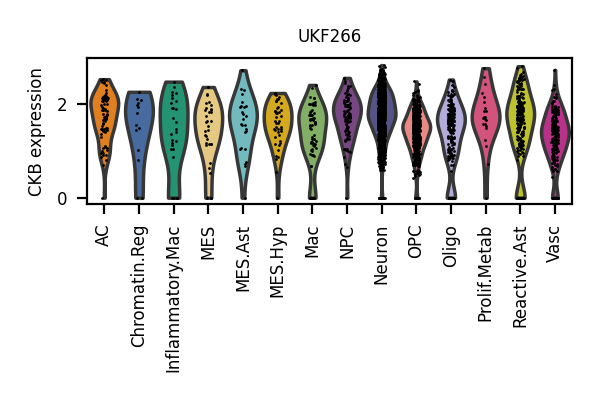 UKF266
CKB expression
2
0
AC
Chromatin.Reg
Inflammatory.Mac
MES
MES.Ast
MES.Hyp
Mac
NPC
Neuron
OPC
Oligo
Prolif.Metab
Reactive.Ast
Vasc